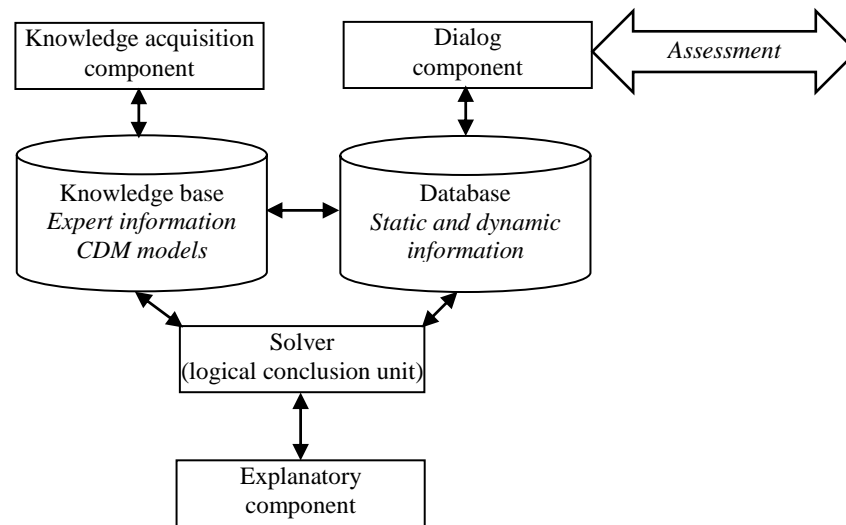 Knowledge acquisition
component
Dialog
component
Assessment
Knowledge base
Expert information
CDM models
Database
Static and dynamic
information
Solver
(logical conclusion unit)
Explanatory
component